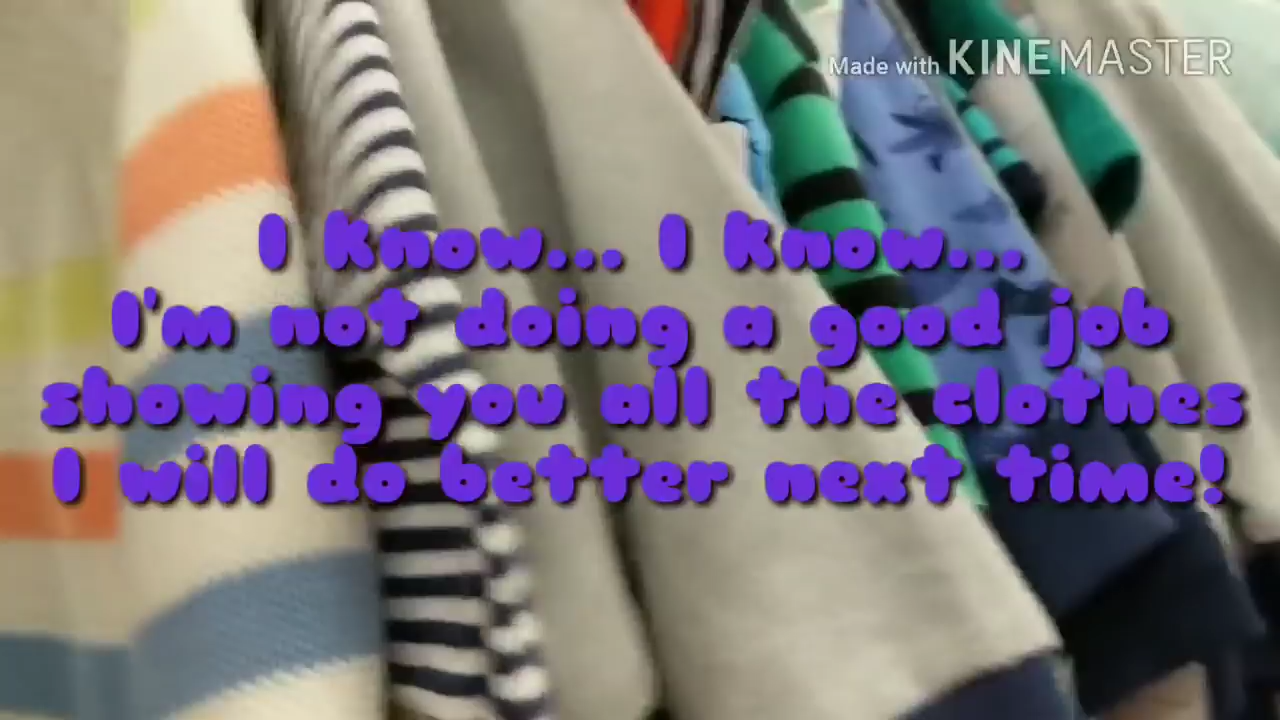 Made with KINEMASTER
I know... I know...
I'm not doing a good job
showing you all the clothes
I will do better next time!